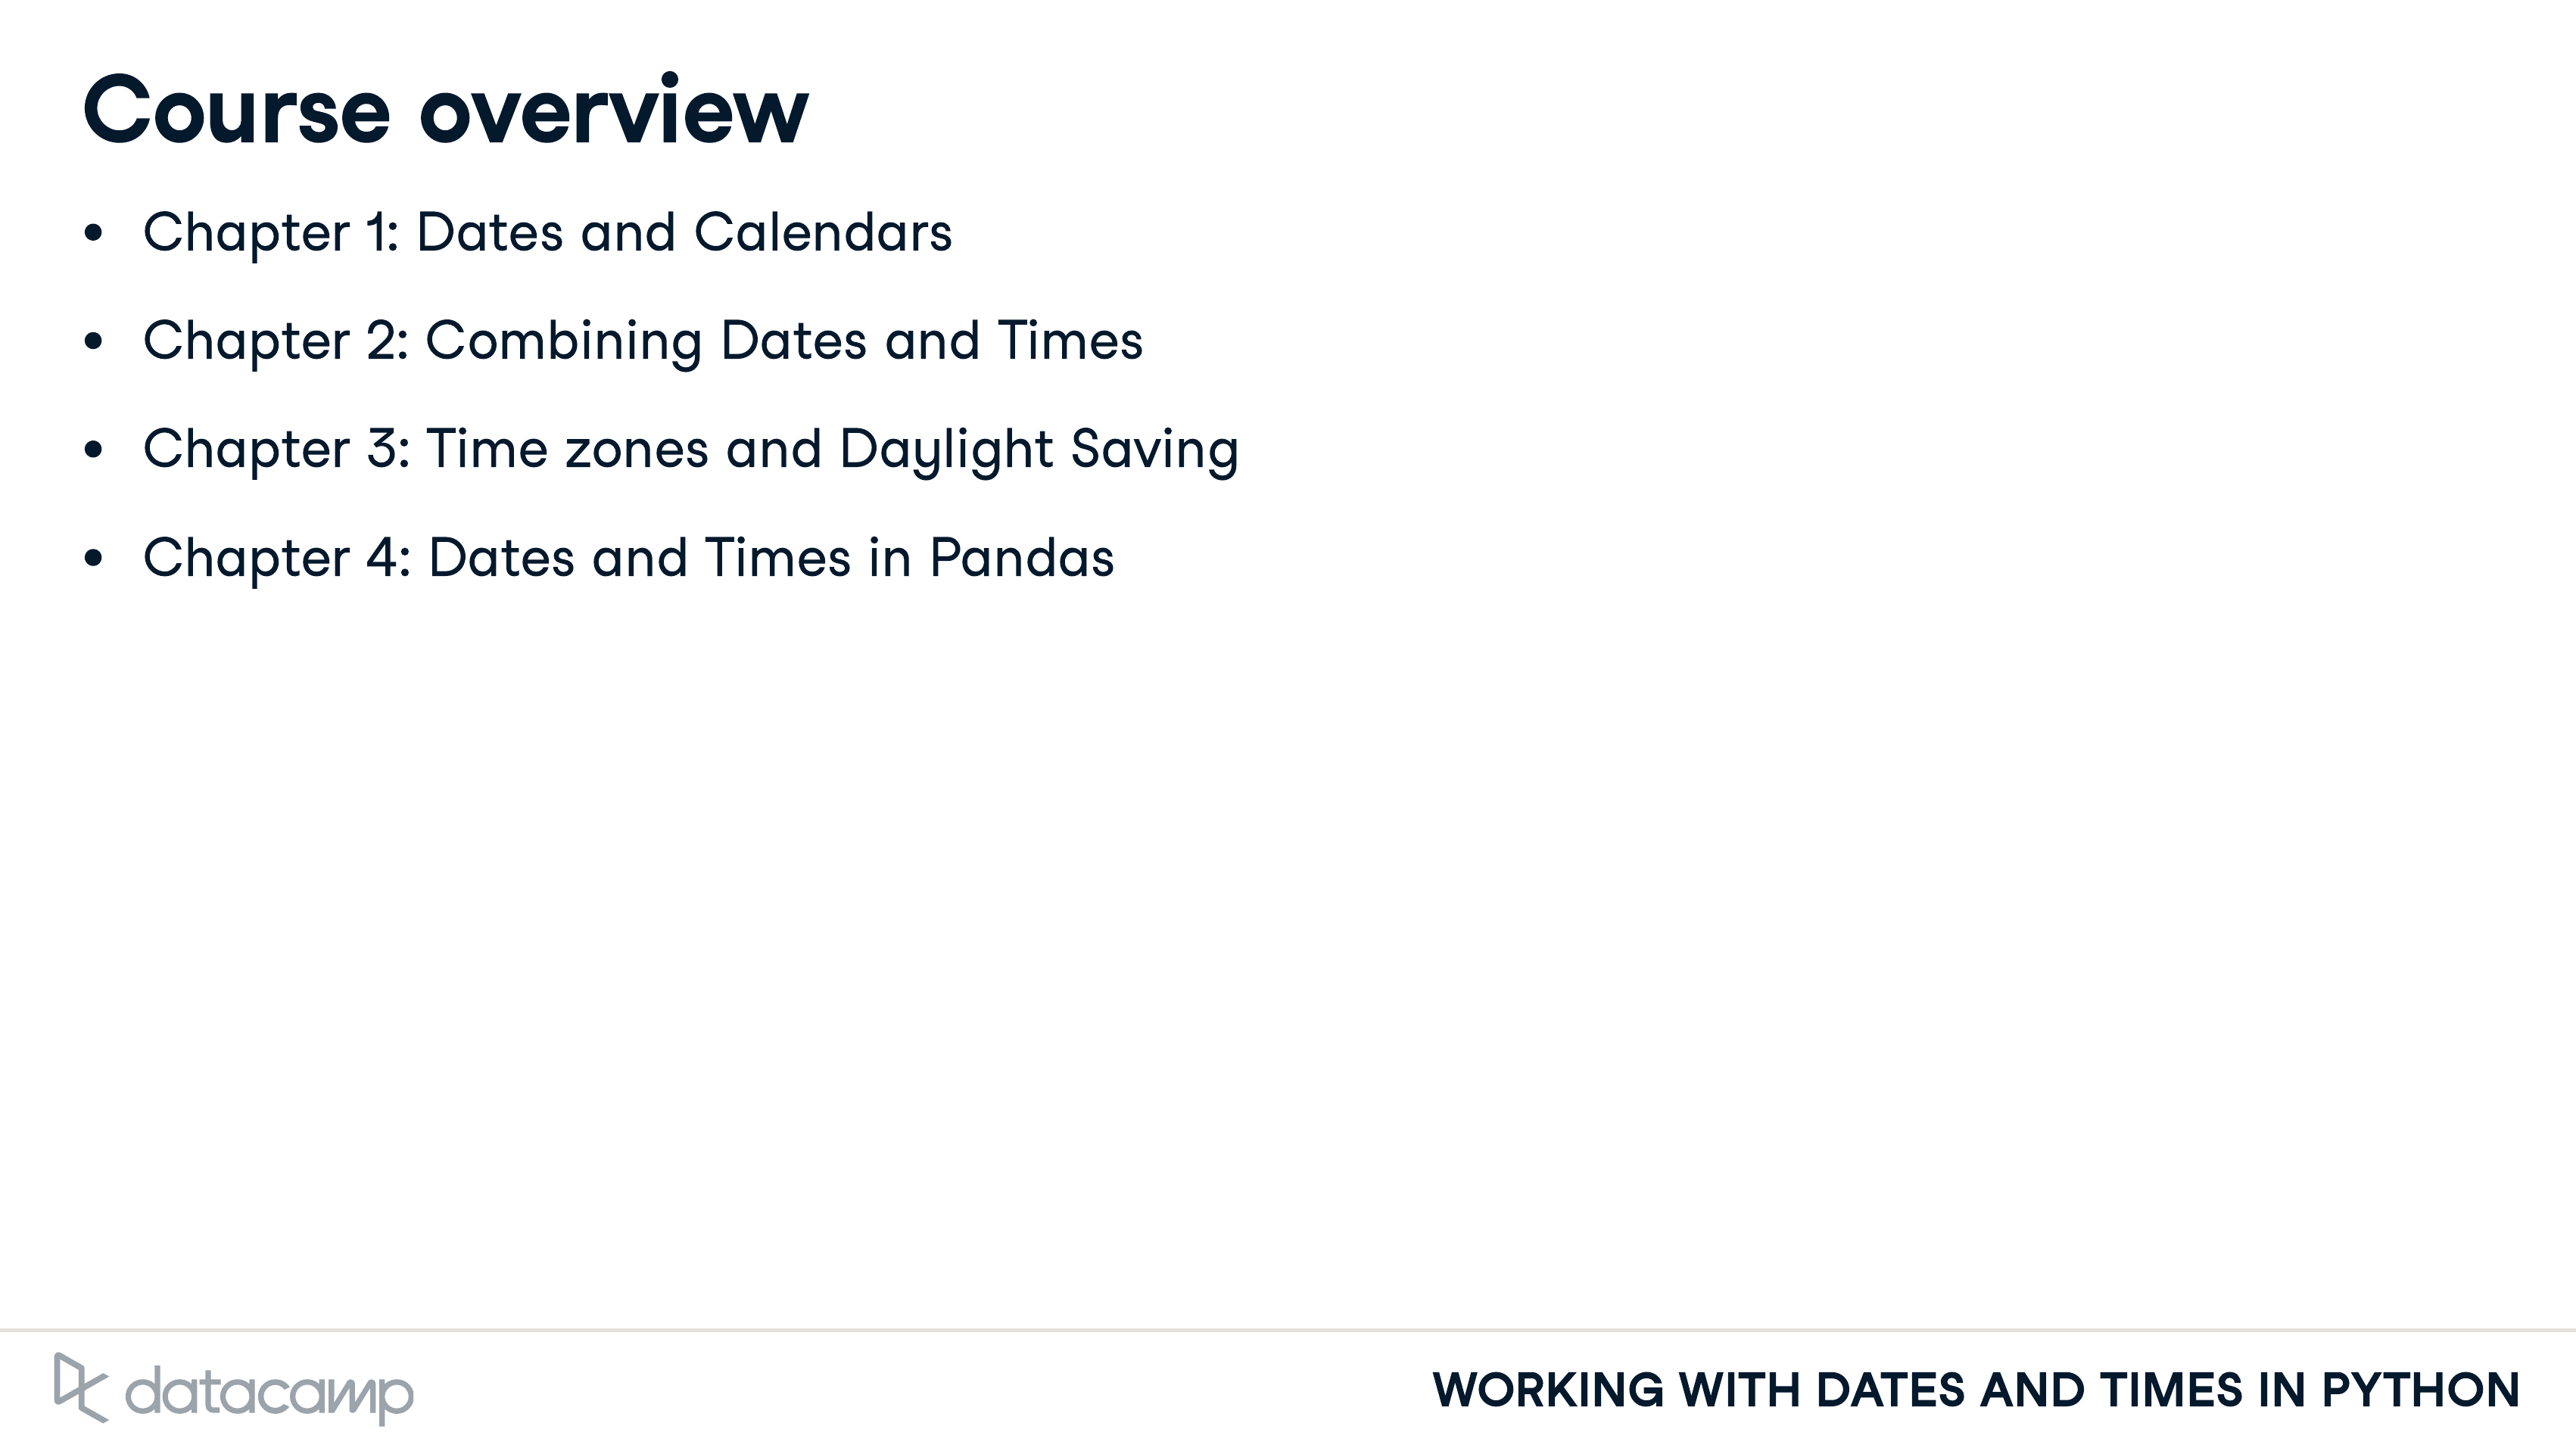 Course overview
• Chapter 1: Dates and Calendars
• Chapter 2: Combining Dates and Times
• Chapter 3: Time zones and Daylight Saving
• Chapter 4: Dates and Times in Pandas
datacamp
WORKING WITH DATES AND TIMES IN PYTHON